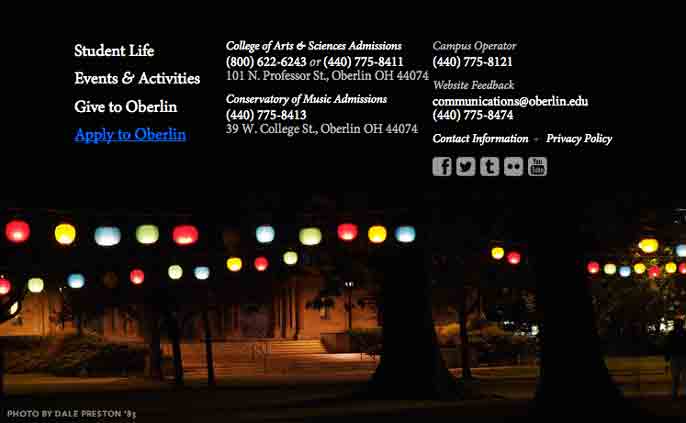 Student Life
Events & Activities
Give to Oberlin
Apply to Oberlin
College of Arts & Sciences Admissions
(800) 622-6243 or (440) 775-8411
101 N. Professor St., Oberlin OH 44074
Conservatory of Music Admissions
(440) 775-8413
39 W. College St., Oberlin OH 44074
Campus Operator
(440) 775-8121
Website Feedback
communications@oberlin.edu
(440) 775-8474
Contact Information + Privacy Policy
You Tube
PHOTO BY DALE PRESTON '83